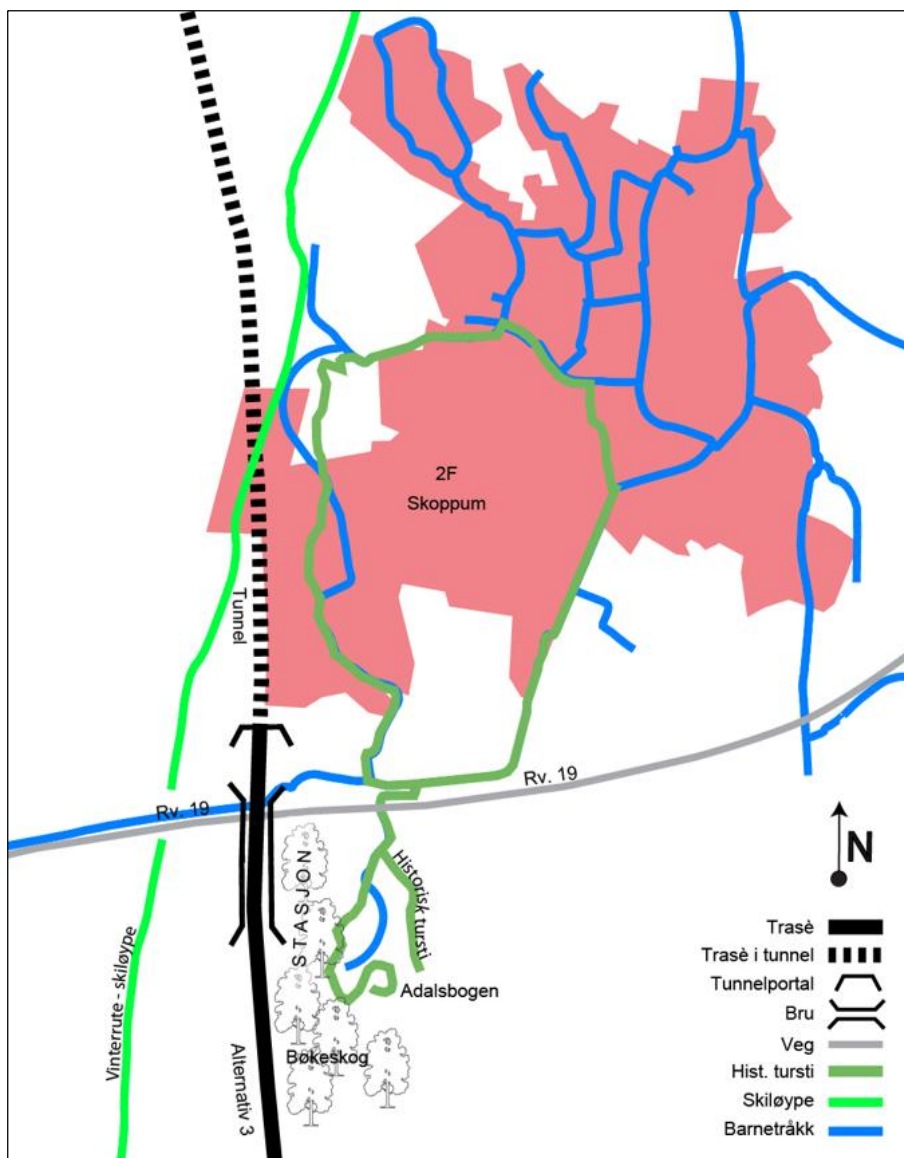 2F
Skoppum
Tunnel
Rv. 19
Rv. 19
STASJON
Historisk tursti
Adalsbogen
Bøkeskog
Vinterrute - skiløype
Alternativ 3
N
Trasè
Trasè i tunnel
Tunnelportal
Bru
Veg
Hist. tursti
Skiløype
Barnetråkk